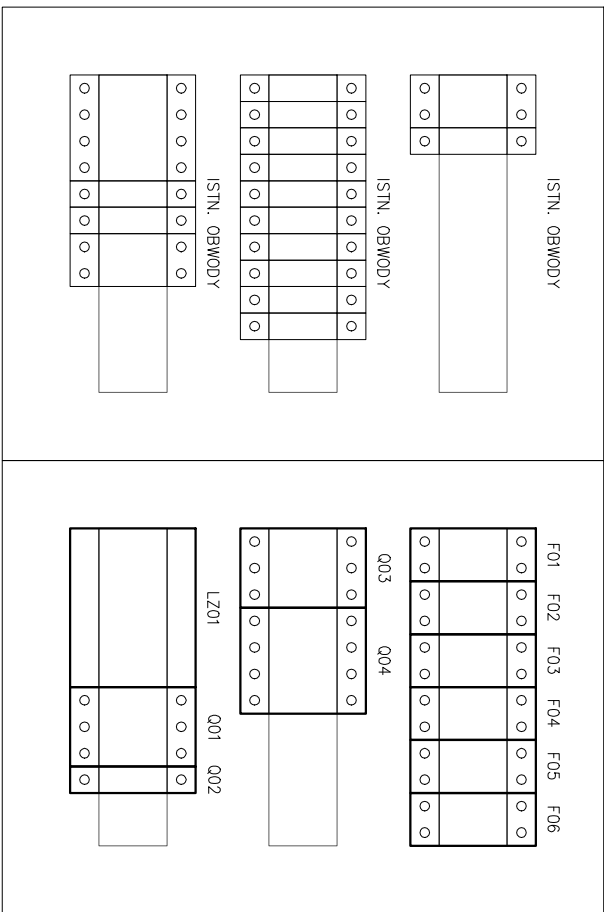 ISTN. OBWODY
ISTN. OBWODY
ISTN. OBWODY
F01 F02 F03 F04 F05 F06
Q03 Q04
LZ01 Q01 Q02